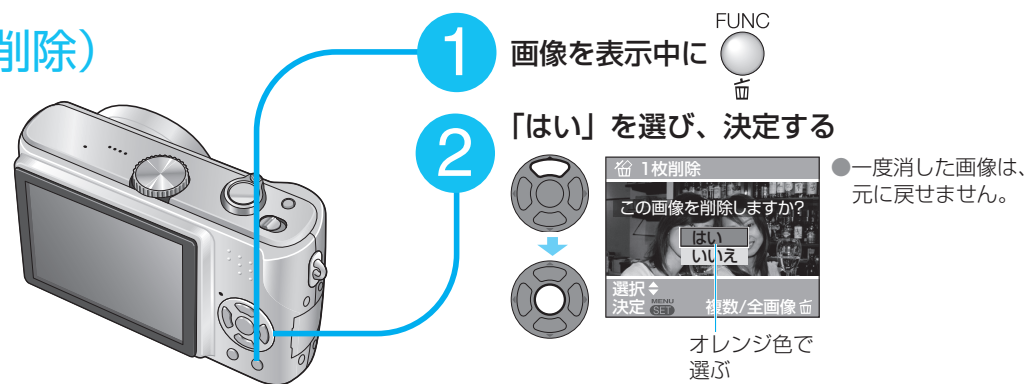 削除）
1
画像を表示中に
FUNC
2
「はい」を選び、決定する
1枚削除
この画像を削除しますか?
はい
いいえ
選択
決定 MENU SET 複数/全画像
オレンジ色で
選ぶ
●一度消した画像は、
元に戻せません。